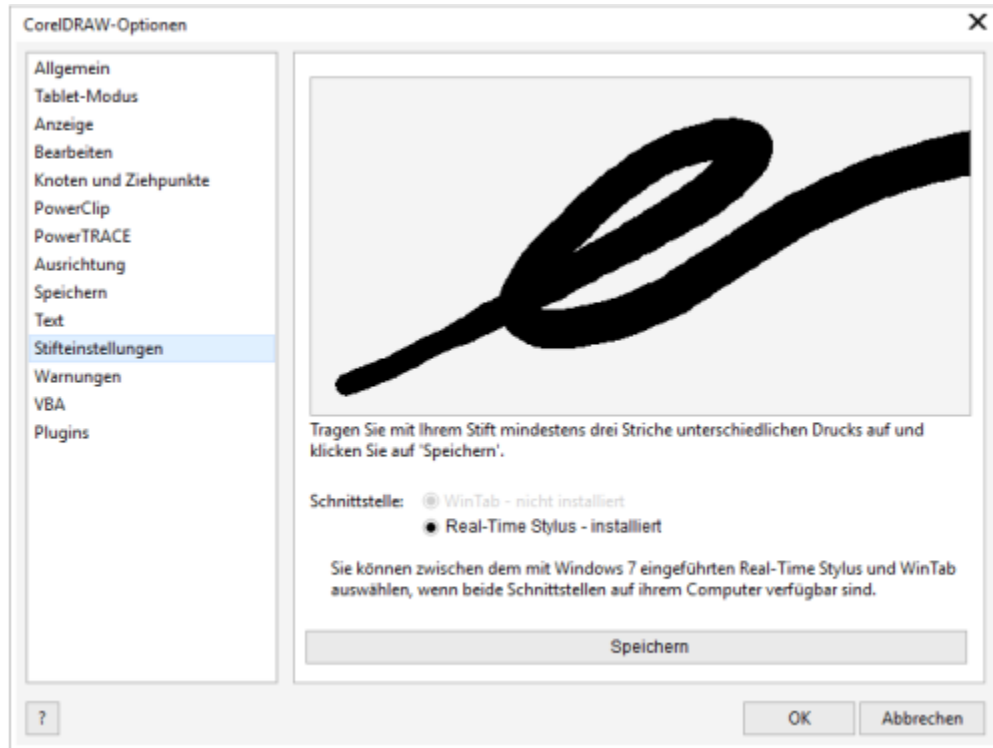 CorelDRAW-Optionen
Allgemein
Tablet-Modus
Anzeige
Bearbeiten
Knoten und Ziehpunkte
PowerClip
PowerTRACE
Ausrichtung
Speichern
Text
Stifteinstellungen
Warnungen
VBA
Plugins
Tragen Sie mit Ihrem Stift mindestens drei Striche unterschiedlichen Drucks auf und
klicken Sie auf 'Speichern'.
Schnittstelle: WinTab - nicht installiert
Real-Time Stylus - installiert
Sie können zwischen dem mit Windows 7 eingeführten Real-Time Stylus und WinTab
auswählen, wenn beide Schnittstellen auf ihrem Computer verfügbar sind.
Speichern
? OK Abbrechen